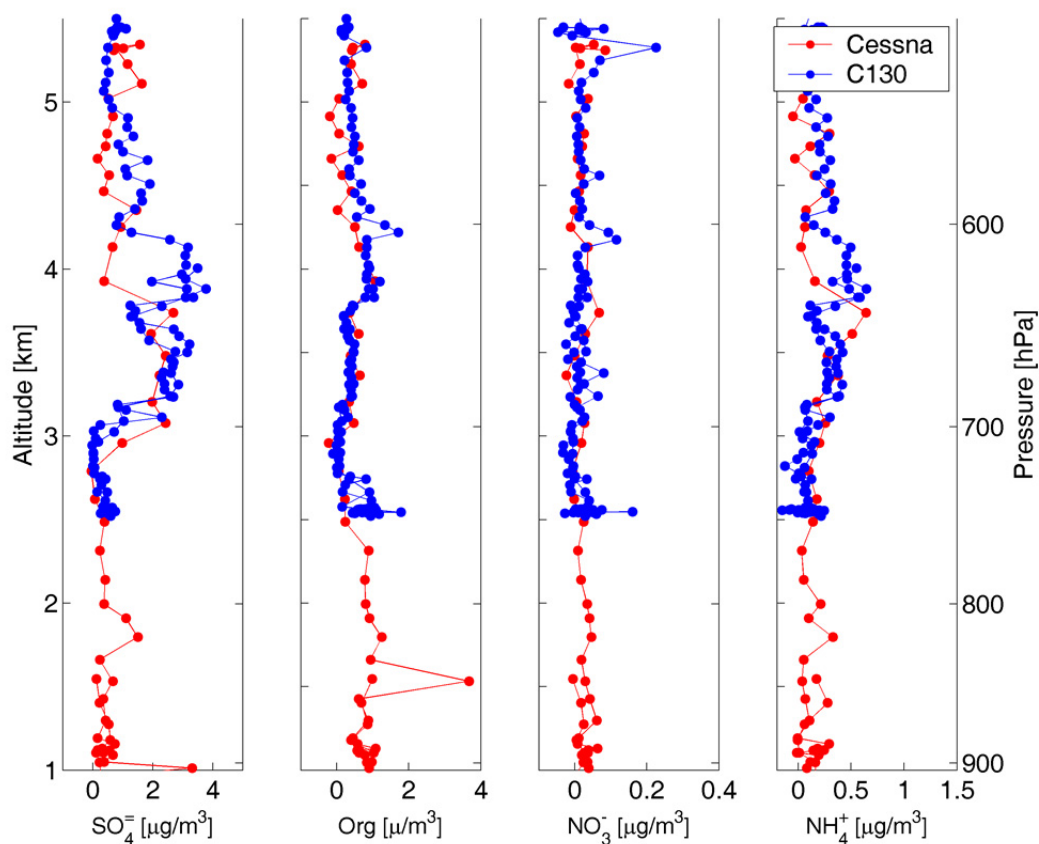 Cessna
C130
5
4
3
2
1
Altitude [km]
600
700
800
900
Pressure [hPa]
0 2 4
0 2 4
0 0.2 0.4
0 0.5 1 1.5
SO₄⁼ [µg/m³]
Org [µ/m³]
NO₃⁻ [µg/m³]
NH₄⁺ [µg/m³]